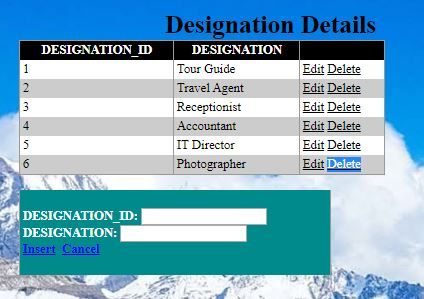 Designation Details
DESIGNATION_ID DESIGNATION
1 Tour Guide Edit Delete
2 Travel Agent Edit Delete
3 Receptionist Edit Delete
4 Accountant Edit Delete
5 IT Director Edit Delete
6 Photographer Edit Delete
DESIGNATION_ID:
DESIGNATION:
Insert Cancel